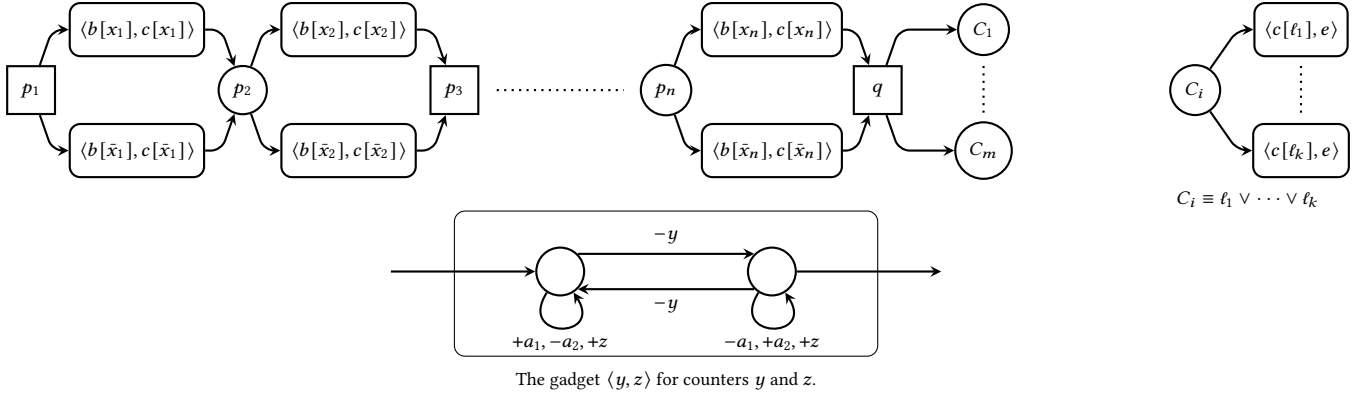 ⟨b[x₁], c[x₁]⟩ ⟨b[x₂], c[x₂]⟩ ⟨b[xₙ], c[xₙ]⟩ C₁ ⟨c[ℓ₁], e⟩
p₁ p₂ p₃ pₙ q Cᵢ
⟨b[x̄₁], c[x̄₁]⟩ ⟨b[x̄₂], c[x̄₂]⟩ ⟨b[x̄ₙ], c[x̄ₙ]⟩ Cₘ ⟨c[ℓₖ], e⟩
Cᵢ ≡ ℓ₁ ∨ ⋯ ∨ ℓₖ
−y
−y
+a₁, −a₂, +z −a₁, +a₂, +z
The gadget ⟨y, z⟩ for counters y and z.